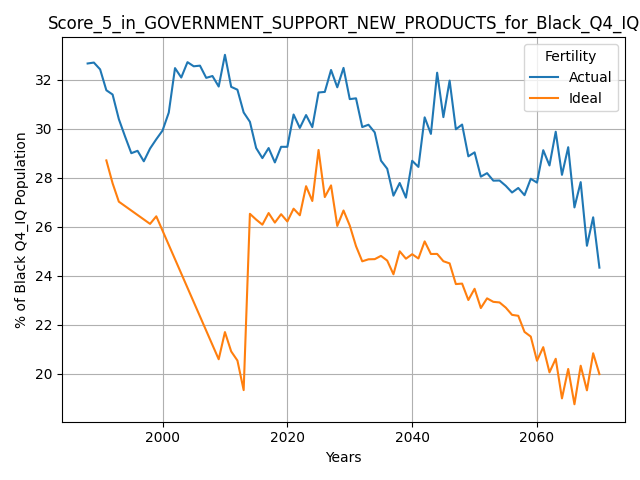 Score_5_in_GOVERNMENT_SUPPORT_NEW_PRODUCTS_for_Black_Q4_IQ
Fertility
Actual
Ideal
% of Black Q4_IQ Population
32
30
28
26
24
22
20
2000 2020 2040 2060
Years